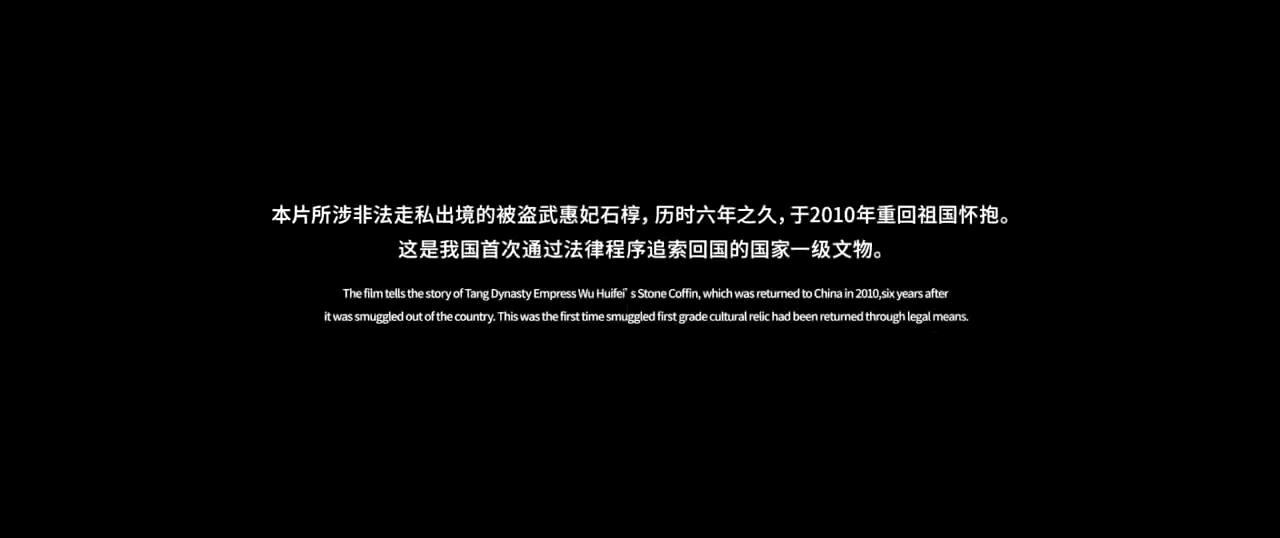 本片所涉非法走私出境的被盗武惠妃石椁，历时六年之久，于2010年重回祖国怀抱。
这是我国首次通过法律程序追索回国的国家一级文物。
The film tells the story of Tang Dynasty Empress Wu Huifei’s Stone Coffin, which was returned to China in 2010,six years after
it was smuggled out of the country. This was the first time smuggled first grade cultural relic had been returned through legal means.